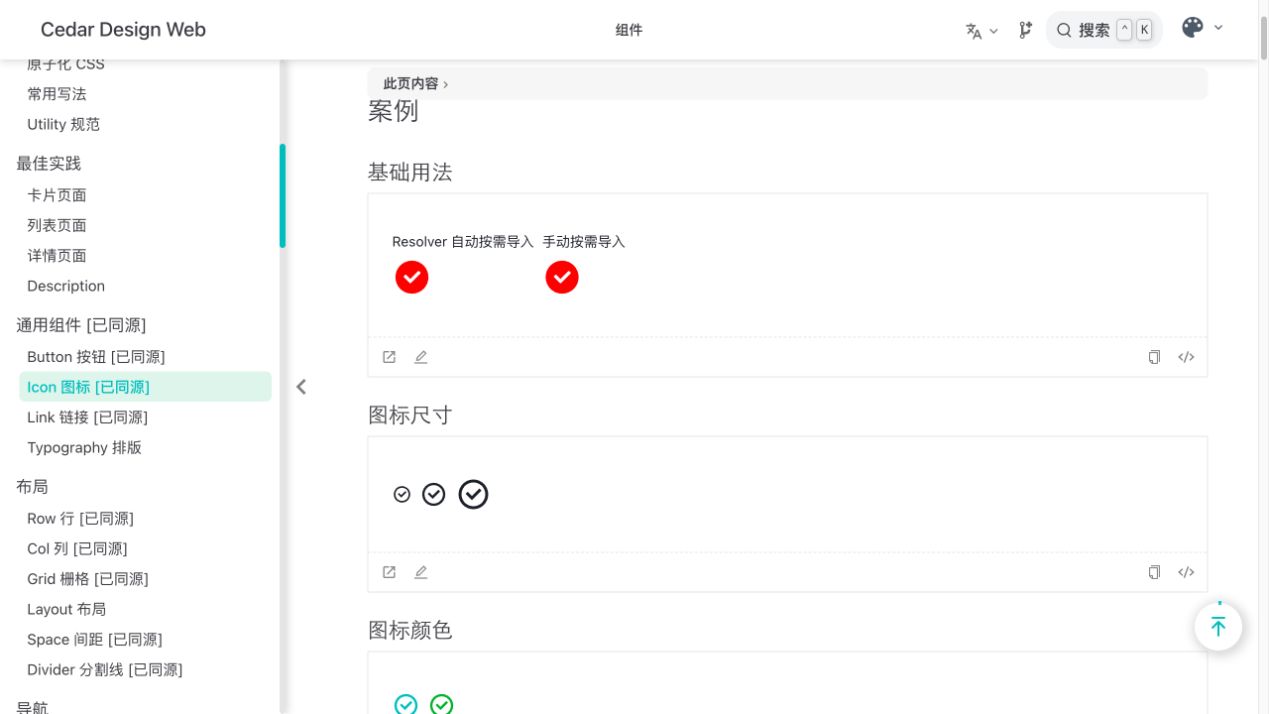 Cedar Design Web
组件
搜索 ^ K
原子化 CSS
常用写法
Utility 规范
最佳实践
卡片页面
列表页面
详情页面
Description
通用组件 [已同源]
Button 按钮 [已同源]
Icon 图标 [已同源]
Link 链接 [已同源]
Typography 排版
布局
Row 行 [已同源]
Col 列 [已同源]
Grid 栅格 [已同源]
Layout 布局
Space 间距 [已同源]
Divider 分割线 [已同源]
导航
此页内容 ›
案例
基础用法
Resolver 自动按需导入 手动按需导入
图标尺寸
图标颜色